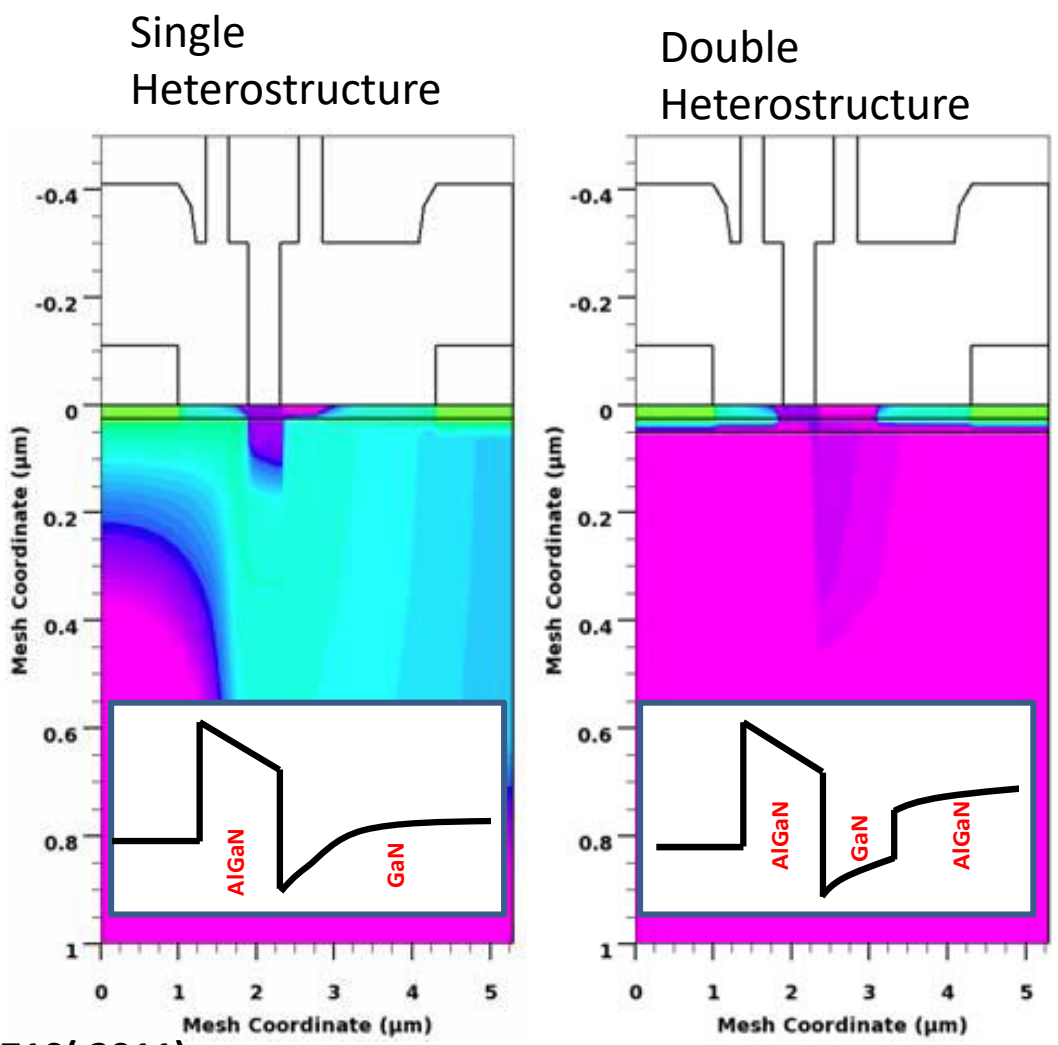 Single
Heterostructure
Double
Heterostructure
-0.4
-0.2
0
0.2
0.4
0.6
0.8
1
Mesh Coordinate (μm)
AlGaN
GaN
0 1 2 3 4 5
Mesh Coordinate (μm)
-0.4
-0.2
0
0.2
0.4
0.6
0.8
1
Mesh Coordinate (μm)
AlGaN
GaN
AlGaN
0 1 2 3 4 5
Mesh Coordinate (μm)